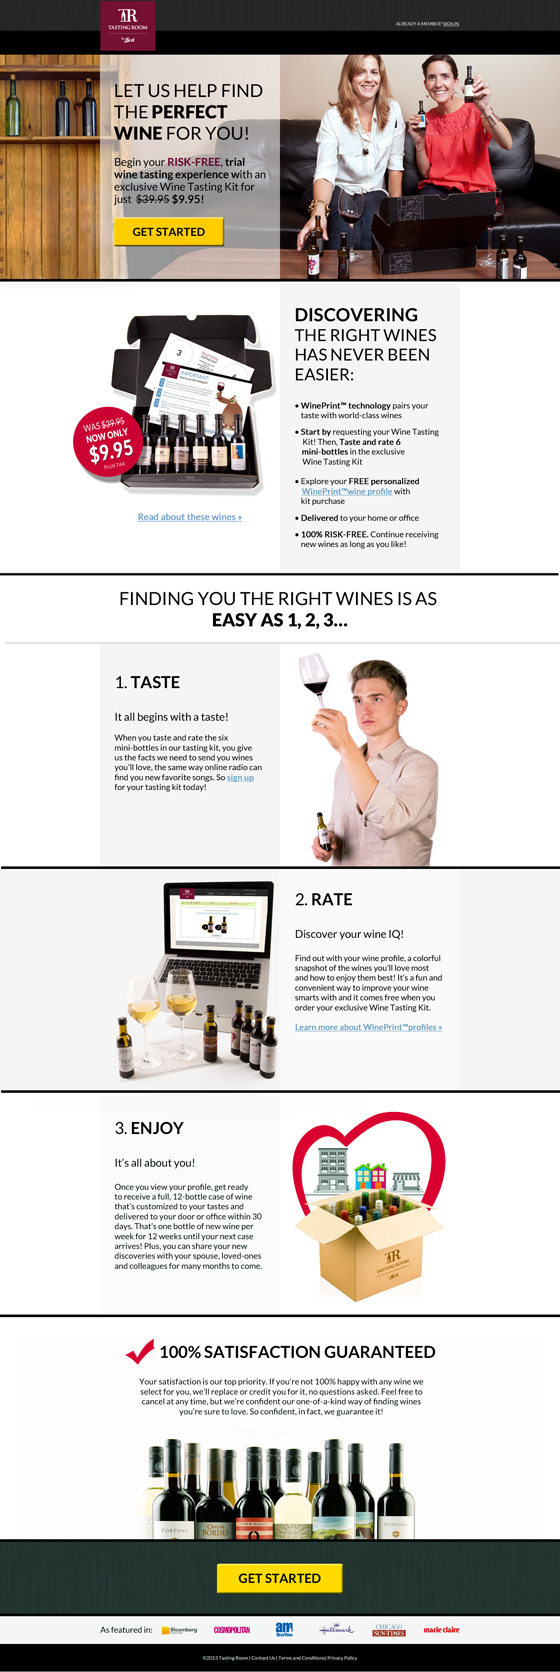 TR
TASTING ROOM
by Lot18
ALREADY A MEMBER? SIGN IN
LET US HELP FIND
THE PERFECT
WINE FOR YOU!
Begin your RISK-FREE, trial
wine tasting experience with an
exclusive Wine Tasting Kit for
just $39.95 $9.95!
GET STARTED
3
IMPORTANT
WAS $39.95
NOW ONLY
$9.95
PLUS TAX
Read about these wines »
DISCOVERING
THE RIGHT WINES
HAS NEVER BEEN
EASIER:
• WinePrint™ technology pairs your
taste with world-class wines
• Start by requesting your Wine Tasting
Kit! Then, Taste and rate 6
mini-bottles in the exclusive
Wine Tasting Kit
• Explore your FREE personalized
WinePrint™wine profile with
kit purchase
• Delivered to your home or office
• 100% RISK-FREE. Continue receiving
new wines as long as you like!
FINDING YOU THE RIGHT WINES IS AS
EASY AS 1, 2, 3...
1. TASTE
It all begins with a taste!
When you taste and rate the six
mini-bottles in our tasting kit, you give
us the facts we need to send you wines
you'll love, the same way online radio can
find you new favorite songs. So sign up
for your tasting kit today!
2. RATE
Discover your wine IQ!
Find out with your wine profile, a colorful
snapshot of the wines you'll love most
and how to enjoy them best! It's a fun and
convenient way to improve your wine
smarts with and it comes free when you
order your exclusive Wine Tasting Kit.
Learn more about WinePrint™profiles »
3. ENJOY
It's all about you!
Once you view your profile, get ready
to receive a full, 12-bottle case of wine
that's customized to your tastes and
delivered to your door or office within 30
days. That's one bottle of new wine per
week for 12 weeks until your next case
arrives! Plus, you can share your new
discoveries with your spouse, loved-ones
and colleagues for many months to come.
TR
TASTING ROOM
by Lot18
100% SATISFACTION GUARANTEED
Your satisfaction is our top priority. If you're not 100% happy with any wine we
select for you, we'll replace or credit you for it, no questions asked. Feel free to
cancel at any time, but we're confident our one-of-a-kind way of finding wines
you're sure to love. So confident, in fact, we guarantee it!
FORTUNE
BORDES
FORTUNE
GET STARTED
As featured in:
Bloomberg
COSMOPOLITAN
am
NewYork
Hallmark
CHICAGO
SUN-TIMES
marie claire
©2013 Tasting Room | Contact Us | Terms and Conditions| Privacy Policy